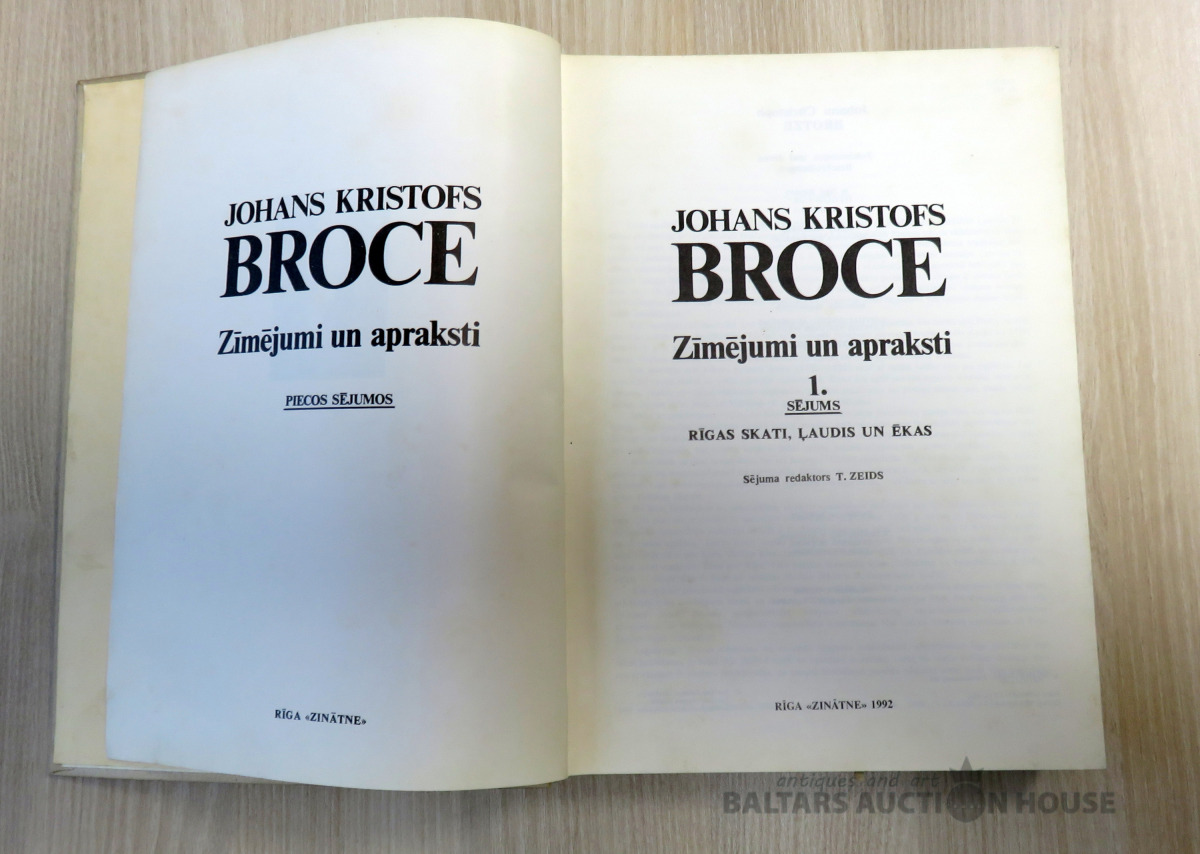 JOHANS KRISTOFS
BROCE
Zīmējumi un apraksti
PIECOS SĒJUMOS
RĪGA «ZINĀTNE»
JOHANS KRISTOFS
BROCE
Zīmējumi un apraksti
1.
SĒJUMS
RĪGAS SKATI, ĻAUDIS UN ĒKAS
Sējuma redaktors T. ZEIDS
RĪGA «ZINĀTNE» 1992
antiques and art
BALTARS AUCTION HOUSE